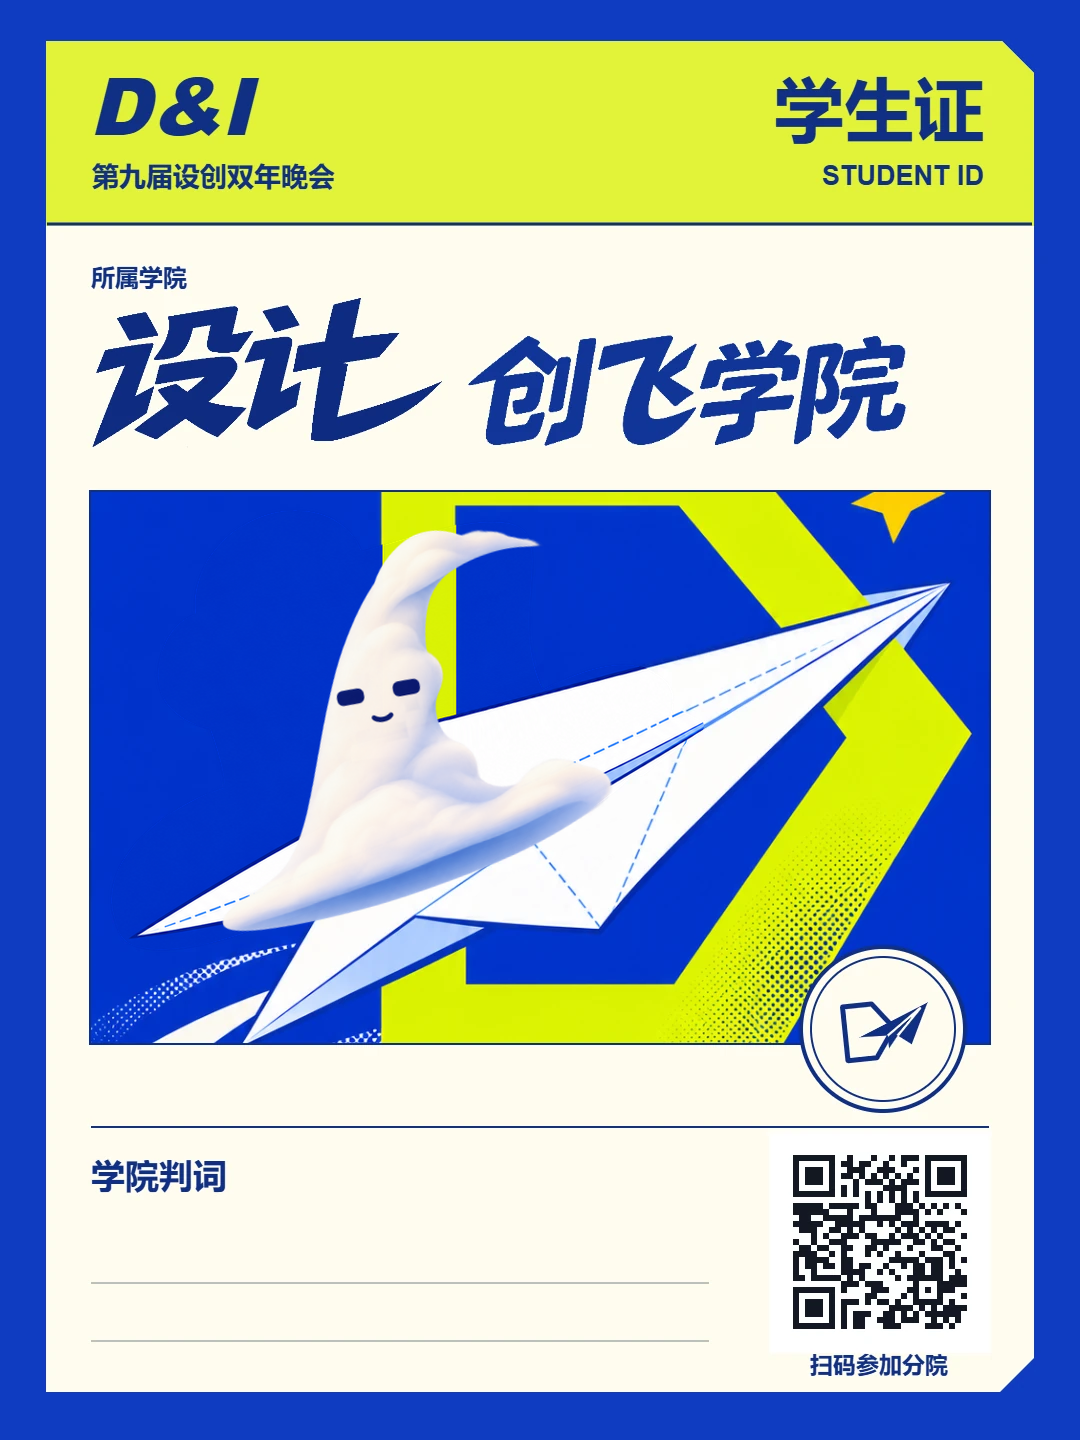 D&I
学生证
第九届设创双年晚会
STUDENT ID
所属学院
设计 创飞学院
学院判词
扫码参加分院